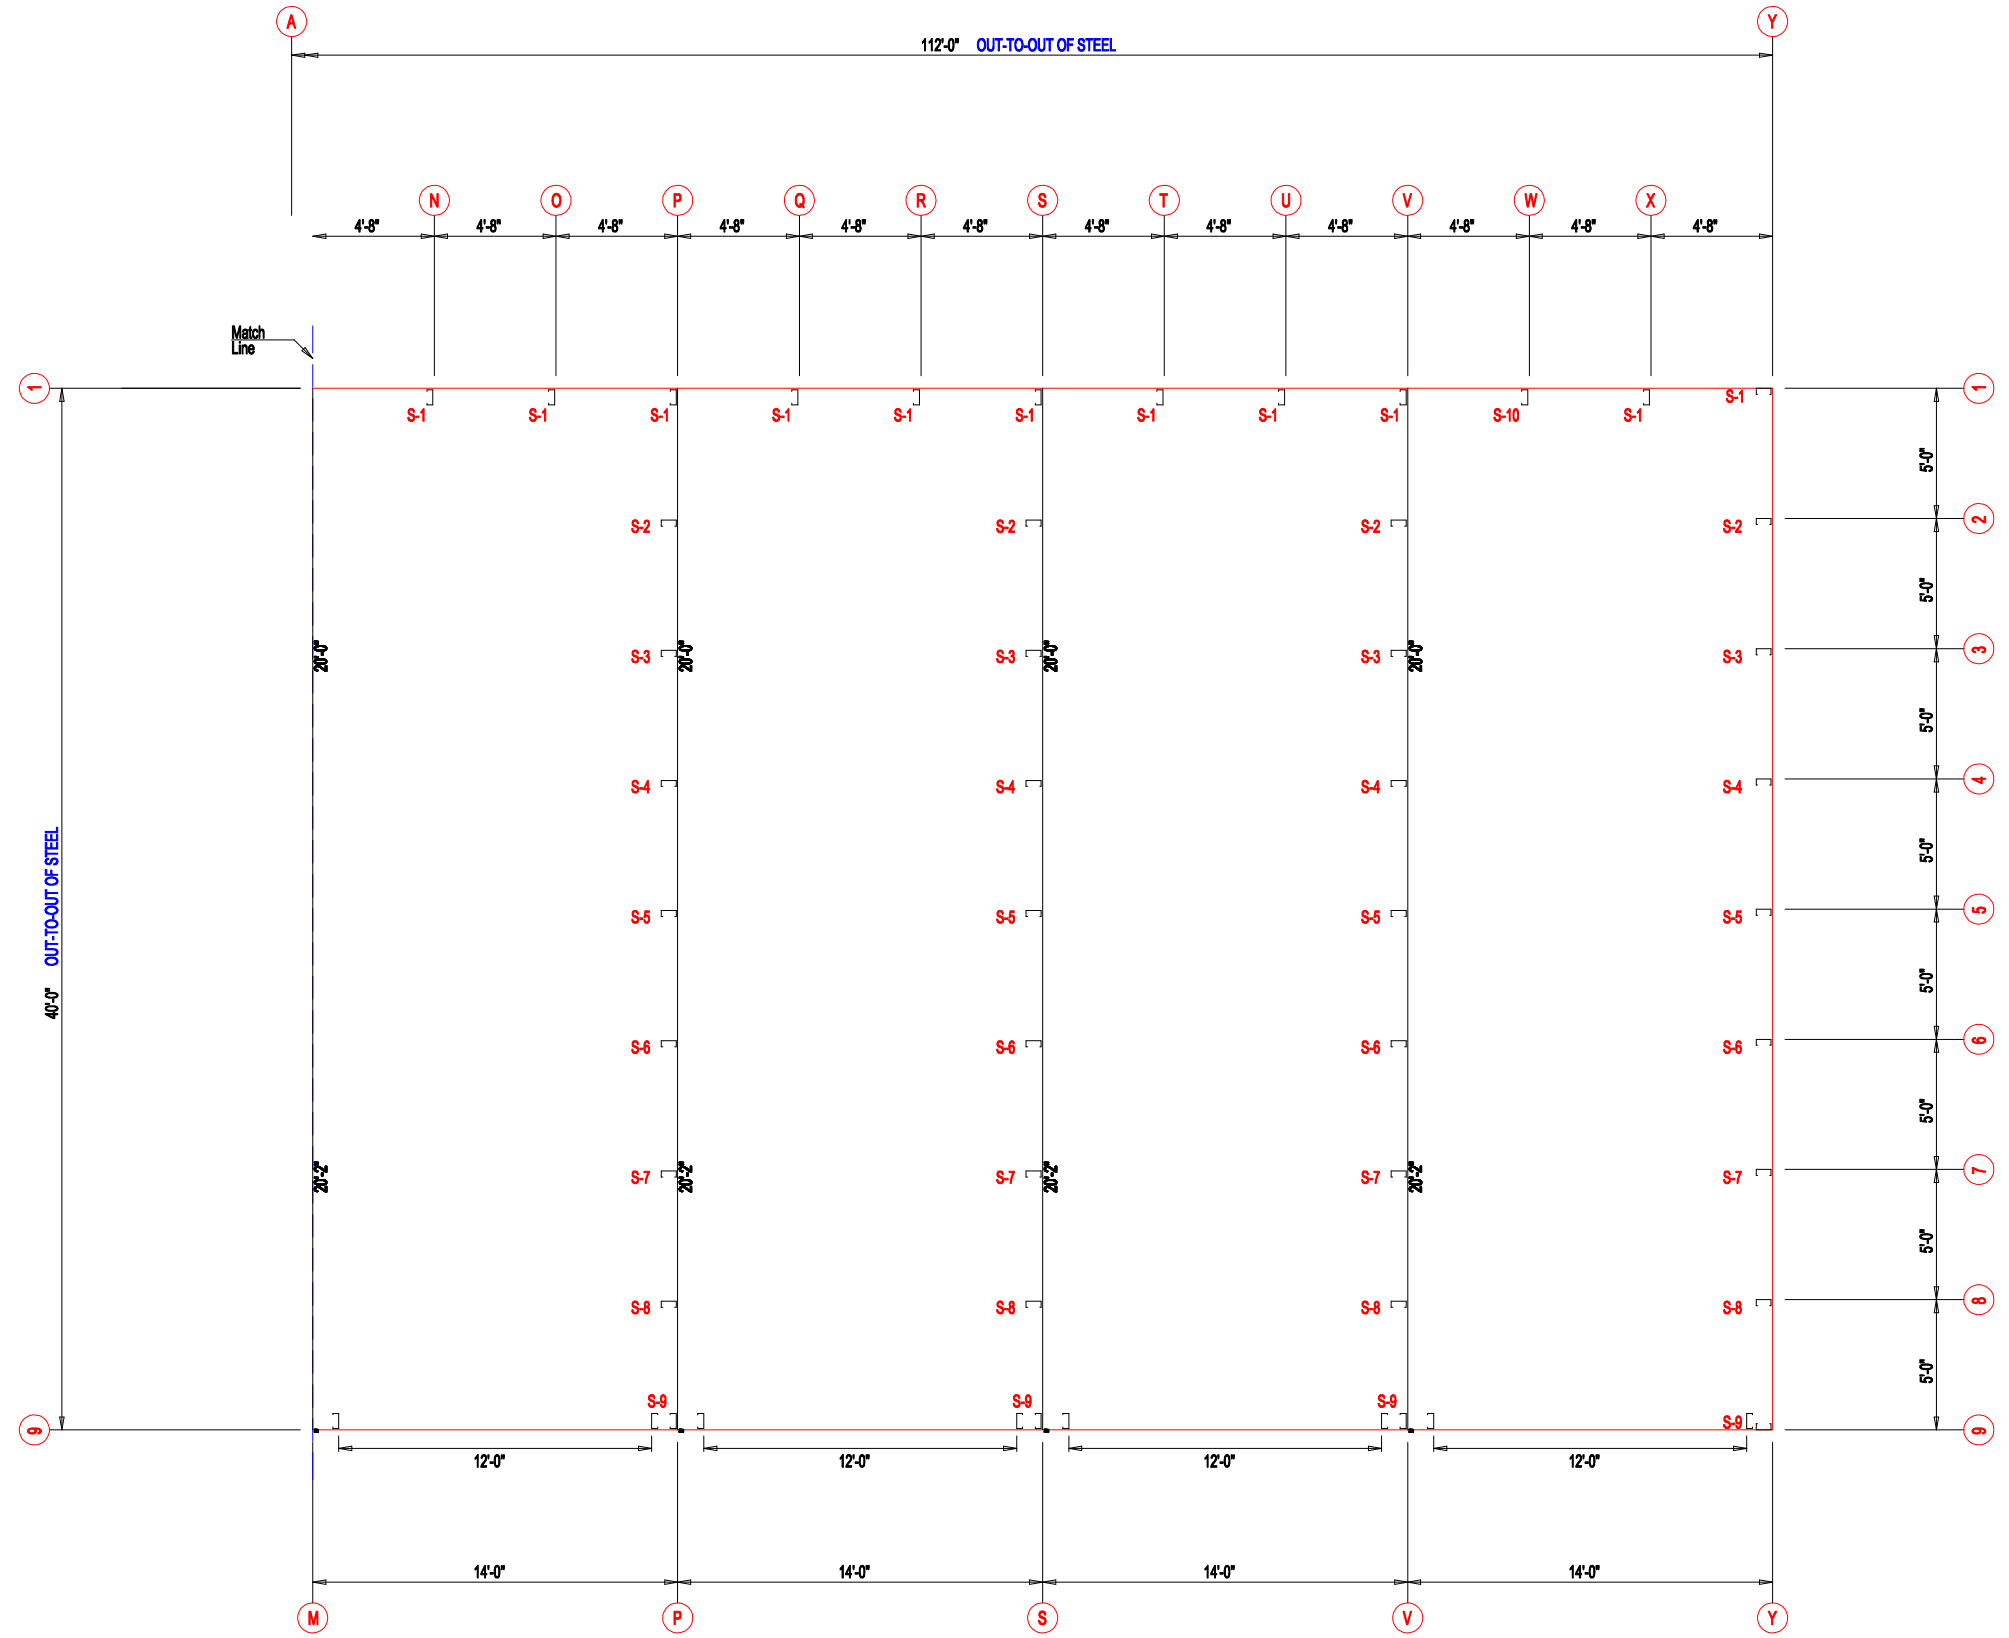 A Y
112'-0" OUT-TO-OUT OF STEEL
N O P Q R S T U V W X
4'-8" 4'-8" 4'-8" 4'-8" 4'-8" 4'-8" 4'-8" 4'-8" 4'-8" 4'-8" 4'-8" 4'-8"
Match
Line
1 1
S-1
S-1 S-1 S-1 S-1 S-1 S-1 S-1 S-1 S-1 S-10 S-1
5'-0"
2
S-2 S-2 S-2 S-2
5'-0"
3
20'-0" S-3 20'-0" S-3 20'-0" S-3 20'-0" S-3
5'-0"
4
S-4 S-4 S-4 S-4
5'-0"
40'-0" OUT-TO-OUT OF STEEL
5
S-5 S-5 S-5 S-5
5'-0"
6
S-6 S-6 S-6 S-6
5'-0"
7
20'-2" S-7 20'-2" S-7 20'-2" S-7 20'-2" S-7
5'-0"
8
S-8 S-8 S-8 S-8
5'-0"
S-9 S-9 S-9
S-9
9 9
12'-0" 12'-0" 12'-0" 12'-0"
14'-0" 14'-0" 14'-0" 14'-0"
M P S V Y